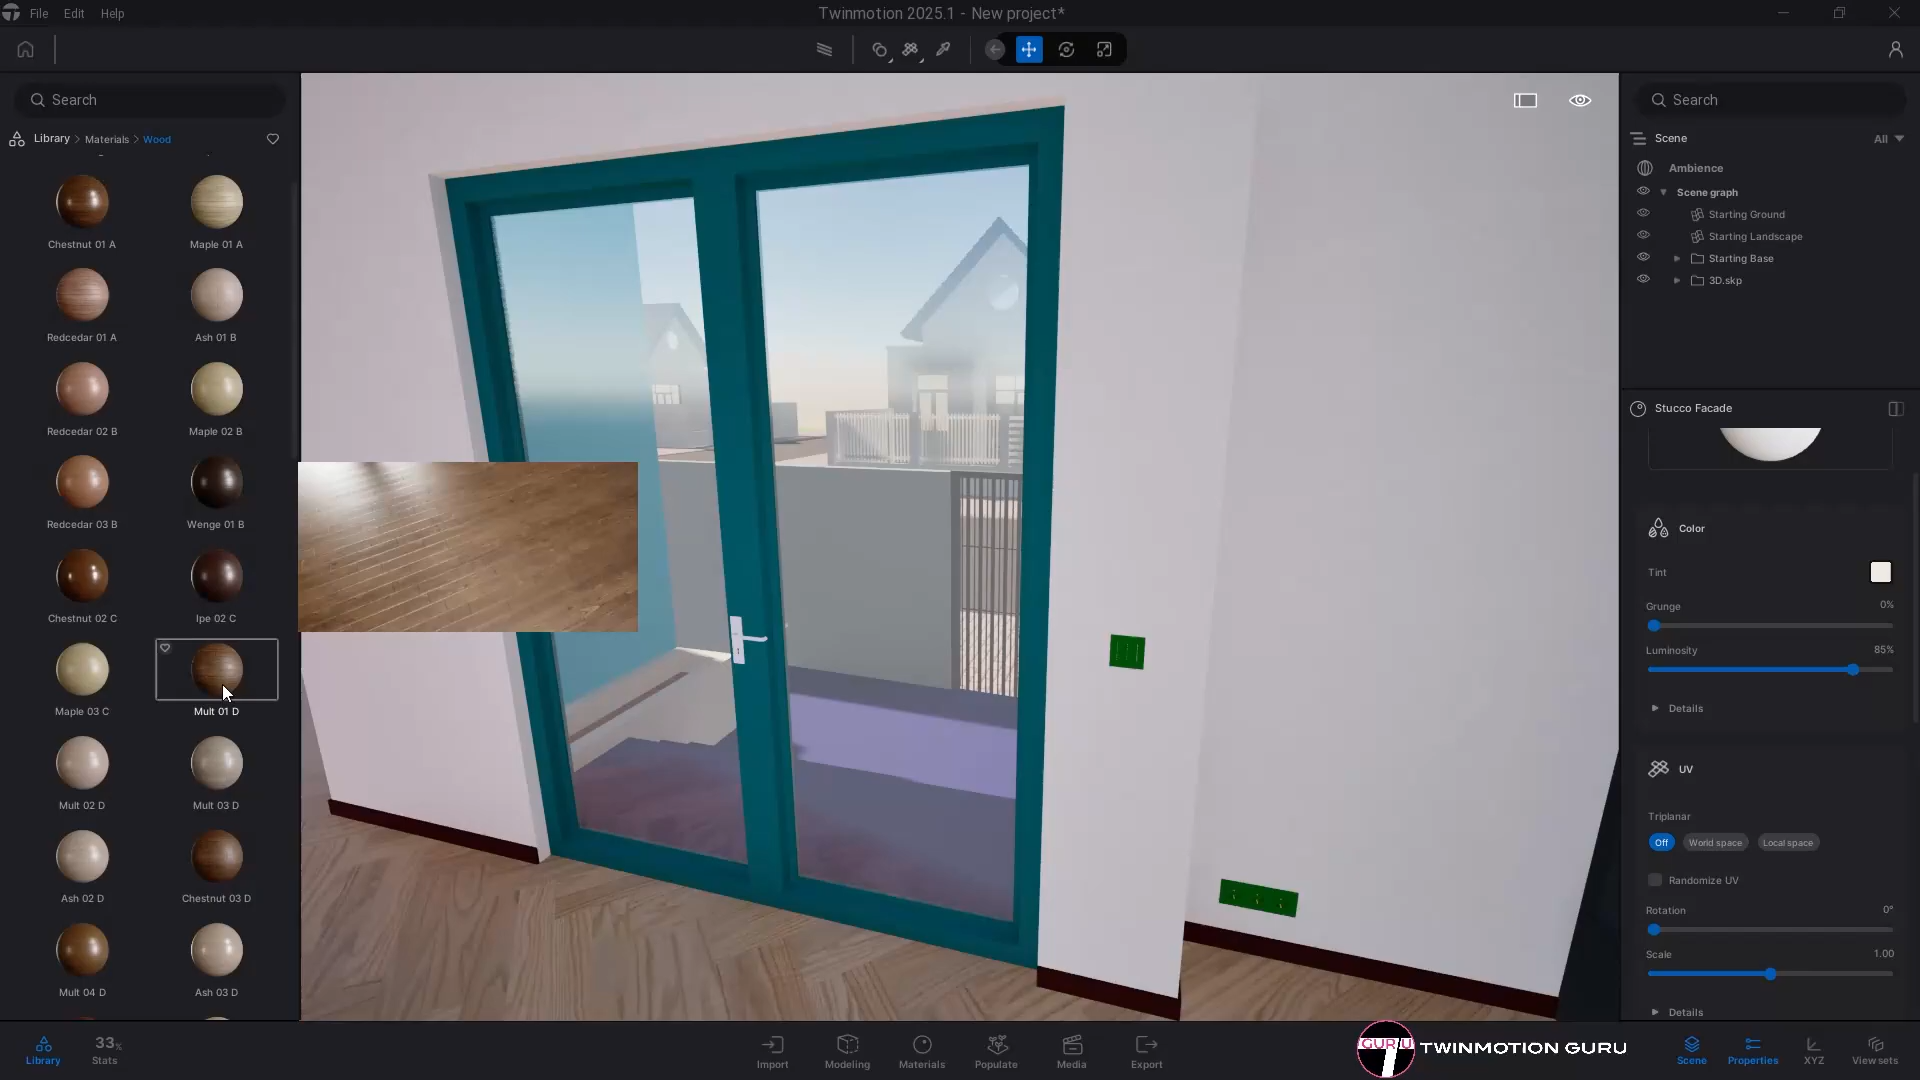 File Edit Help
Twinmotion 2025.1 - New project*
Search
Library > Materials > Wood
Chestnut 01 A
Maple 01 A
Redcedar 01 A
Ash 01 B
Redcedar 02 B
Maple 02 B
Redcedar 03 B
Wenge 01 B
Chestnut 02 C
Ipe 02 C
Maple 03 C
Mult 01 D
Mult 02 D
Mult 03 D
Ash 02 D
Chestnut 03 D
Mult 04 D
Ash 03 D
Search
Scene
All
Ambience
Scene graph
Starting Ground
Starting Landscape
Starting Base
3D.skp
Stucco Facade
Color
Tint
Grunge 0%
Luminosity 85%
Details
UV
Triplanar
Off World space Local space
Randomize UV
Rotation 0°
Scale 1.00
Details
Library
33%
Stats
Import
Modeling
Materials
Populate
Media
Export
GURU
TWINMOTION GURU
Scene
Properties
XYZ
View sets